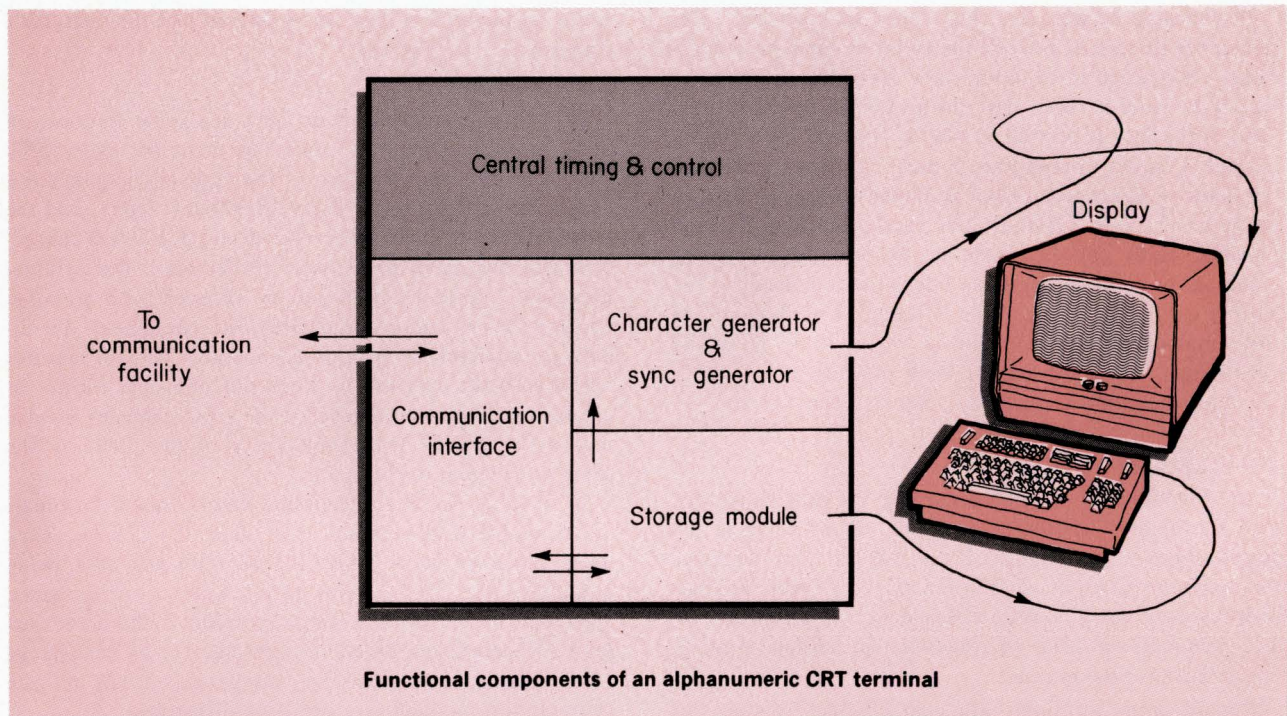 Central timing & control
Display
To
communication
facility
Character generator
&
sync generator
Communication
interface
Storage module
Functional components of an alphanumeric CRT terminal